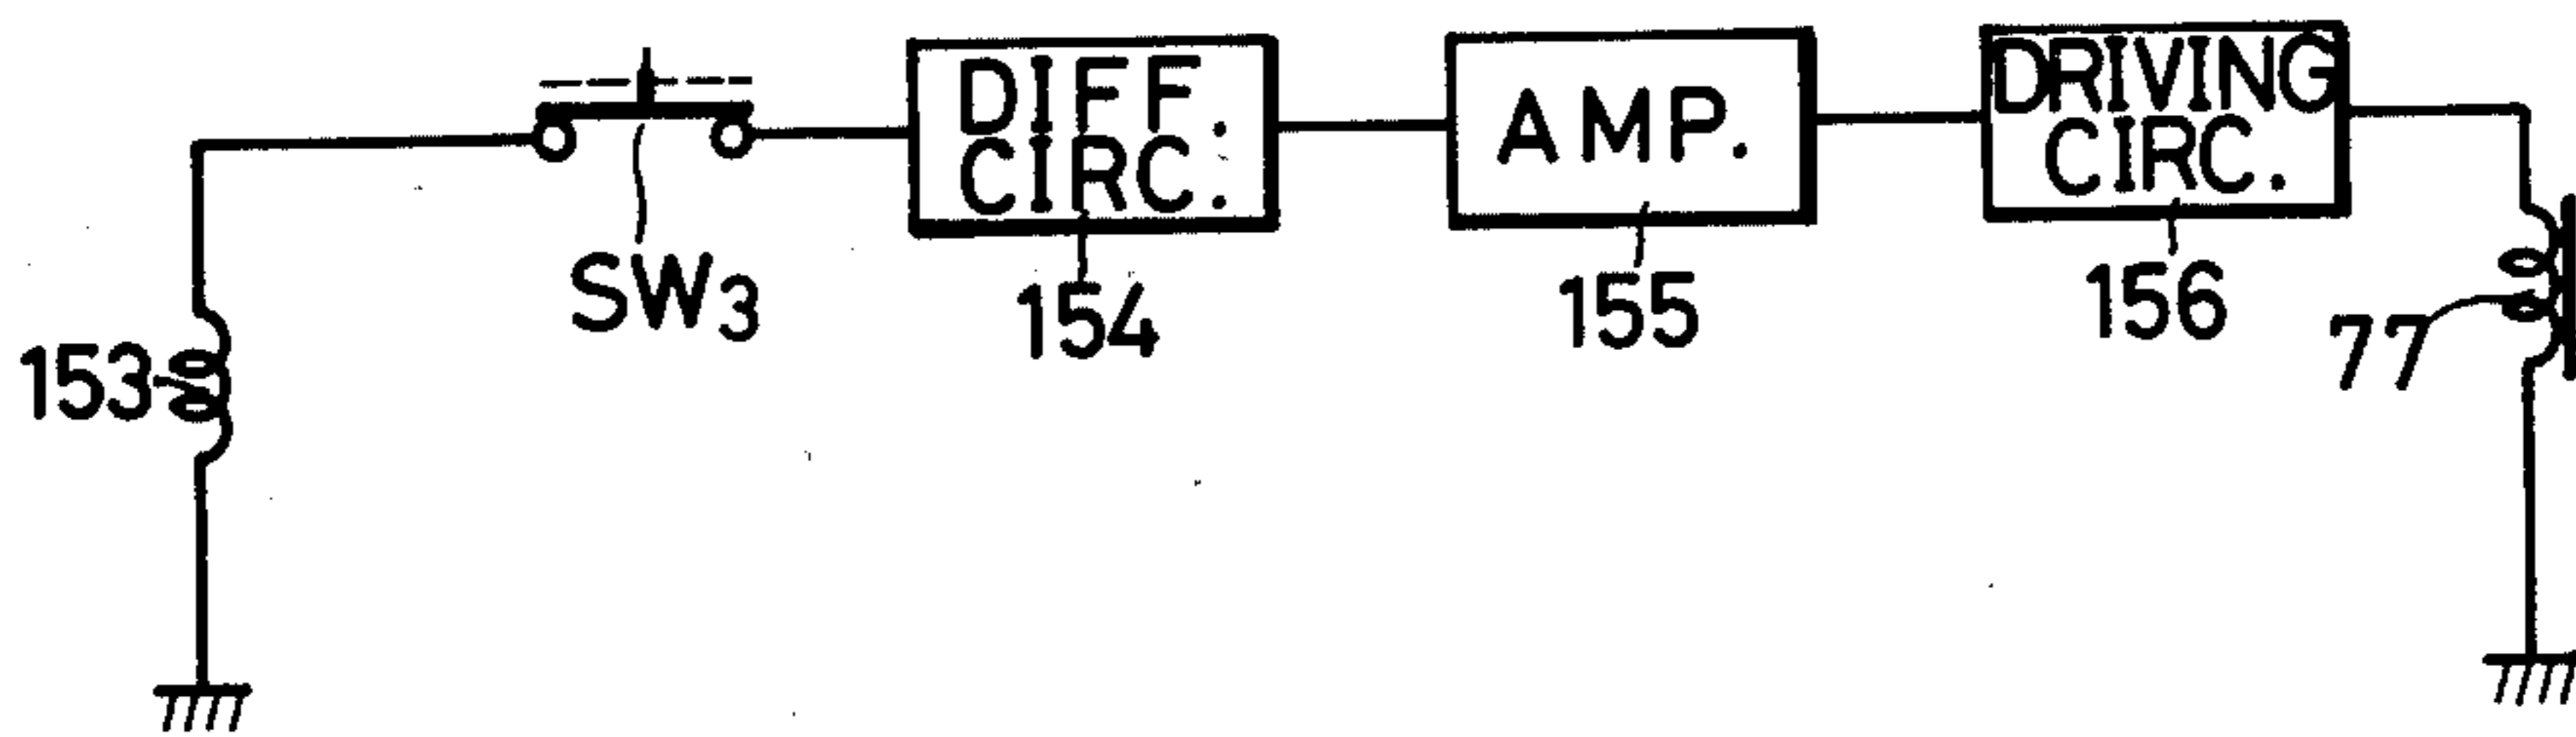 DIFF.
CIRC.
AMP.
DRIVING
CIRC.
SW3
154
155
156
153
77